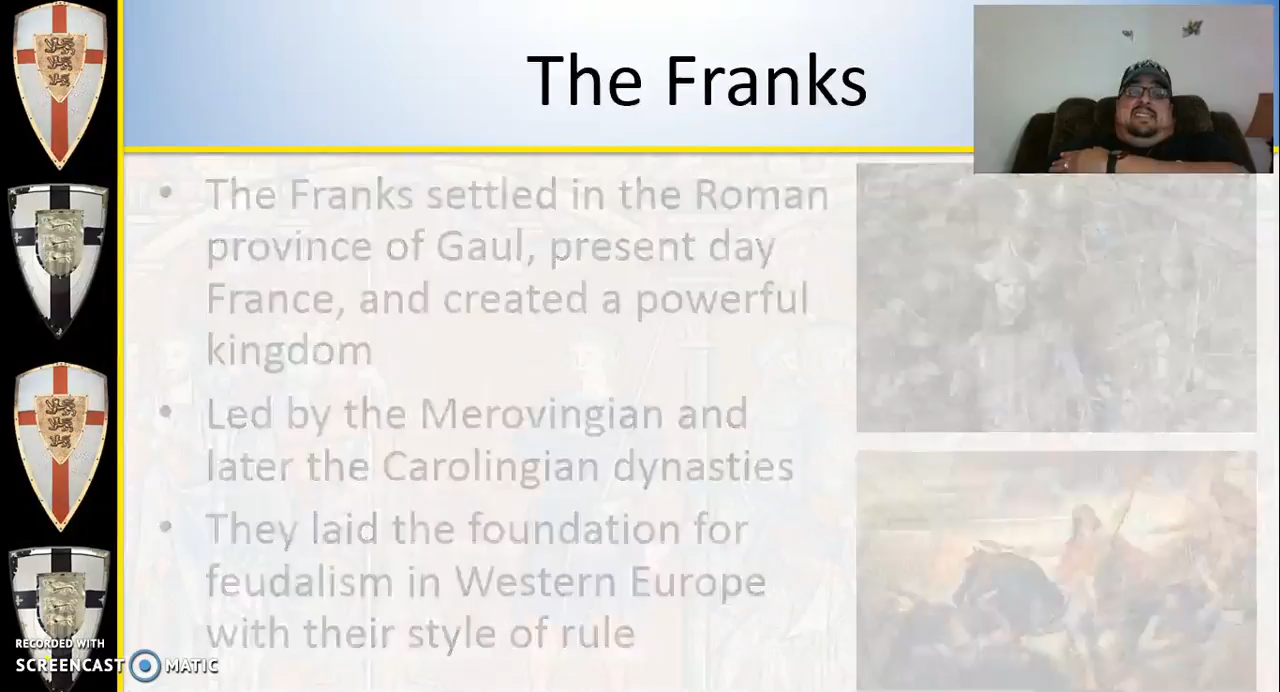 The Franks
• The Franks settled in the Roman
province of Gaul, present day
France, and created a powerful
kingdom
• Led by the Merovingian and
later the Carolingian dynasties
• They laid the foundation for
feudalism in Western Europe
with their style of rule
RECORDED WITH
SCREENCAST MATIC